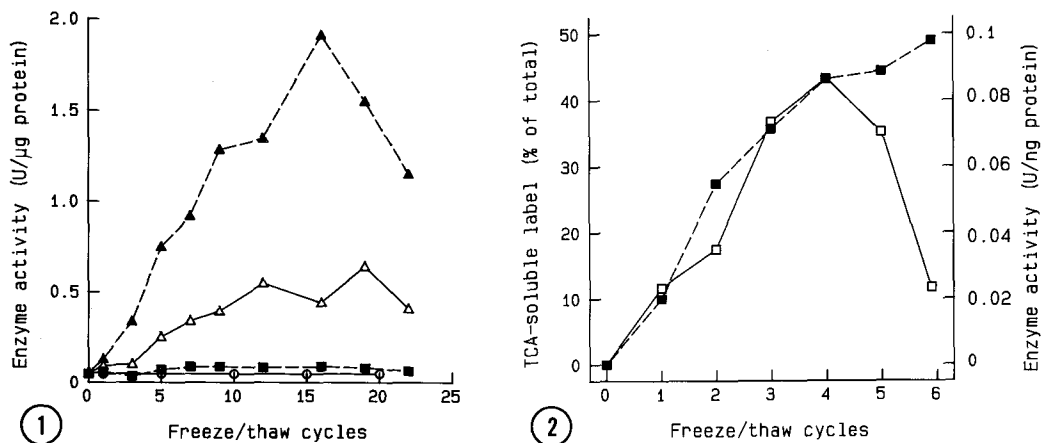 2.0
1.5
1.0
0.5
0
Enzyme activity (U/µg protein)
0 5 10 15 20 25
Freeze/thaw cycles
1
50
40
30
20
10
0
TCA-soluble label (% of total)
0.1
0.08
0.06
0.04
0.02
0
Enzyme activity (U/ng protein)
0 1 2 3 4 5 6
Freeze/thaw cycles
2